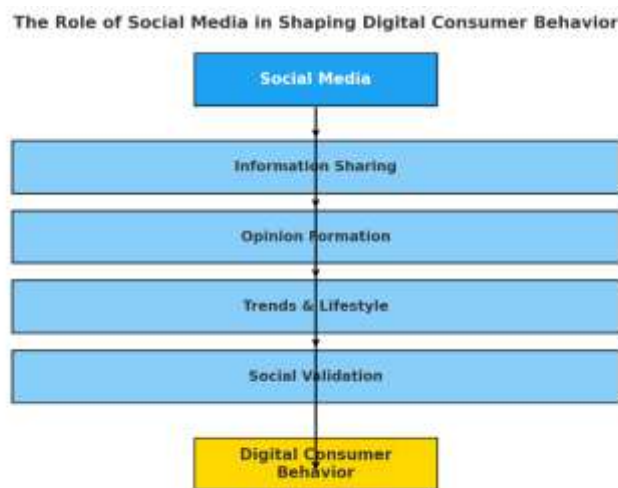 The Role of Social Media in Shaping Digital Consumer Behavior
Social Media
Information Sharing
Opinion Formation
Trends & Lifestyle
Social Validation
Digital Consumer
Behavior